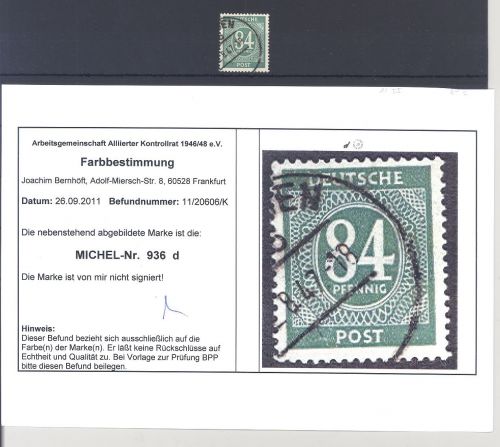 EN
84
POST
Arbeitsgemeinschaft Alliierter Kontrollrat 1946/48 e.V.
Farbbestimmung
Joachim Bernhöft, Adolf-Miersch-Str. 8, 60528 Frankfurt
Datum: 26.09.2011 Befundnummer: 11/20606/K
Die nebenstehend abgebildete Marke ist die:
MICHEL-Nr. 936 d
Die Marke ist von mir nicht signiert!
Hinweis:
Dieser Befund bezieht sich ausschließlich auf die
Farbe(n) der Marke(n). Er läßt keine Rückschlüsse auf
Echtheit und Qualität zu. Bei Vorlage zur Prüfung BPP
bitte diesen Befund beilegen.
DEUTSCHE
EN
84
PFENNIG
POST